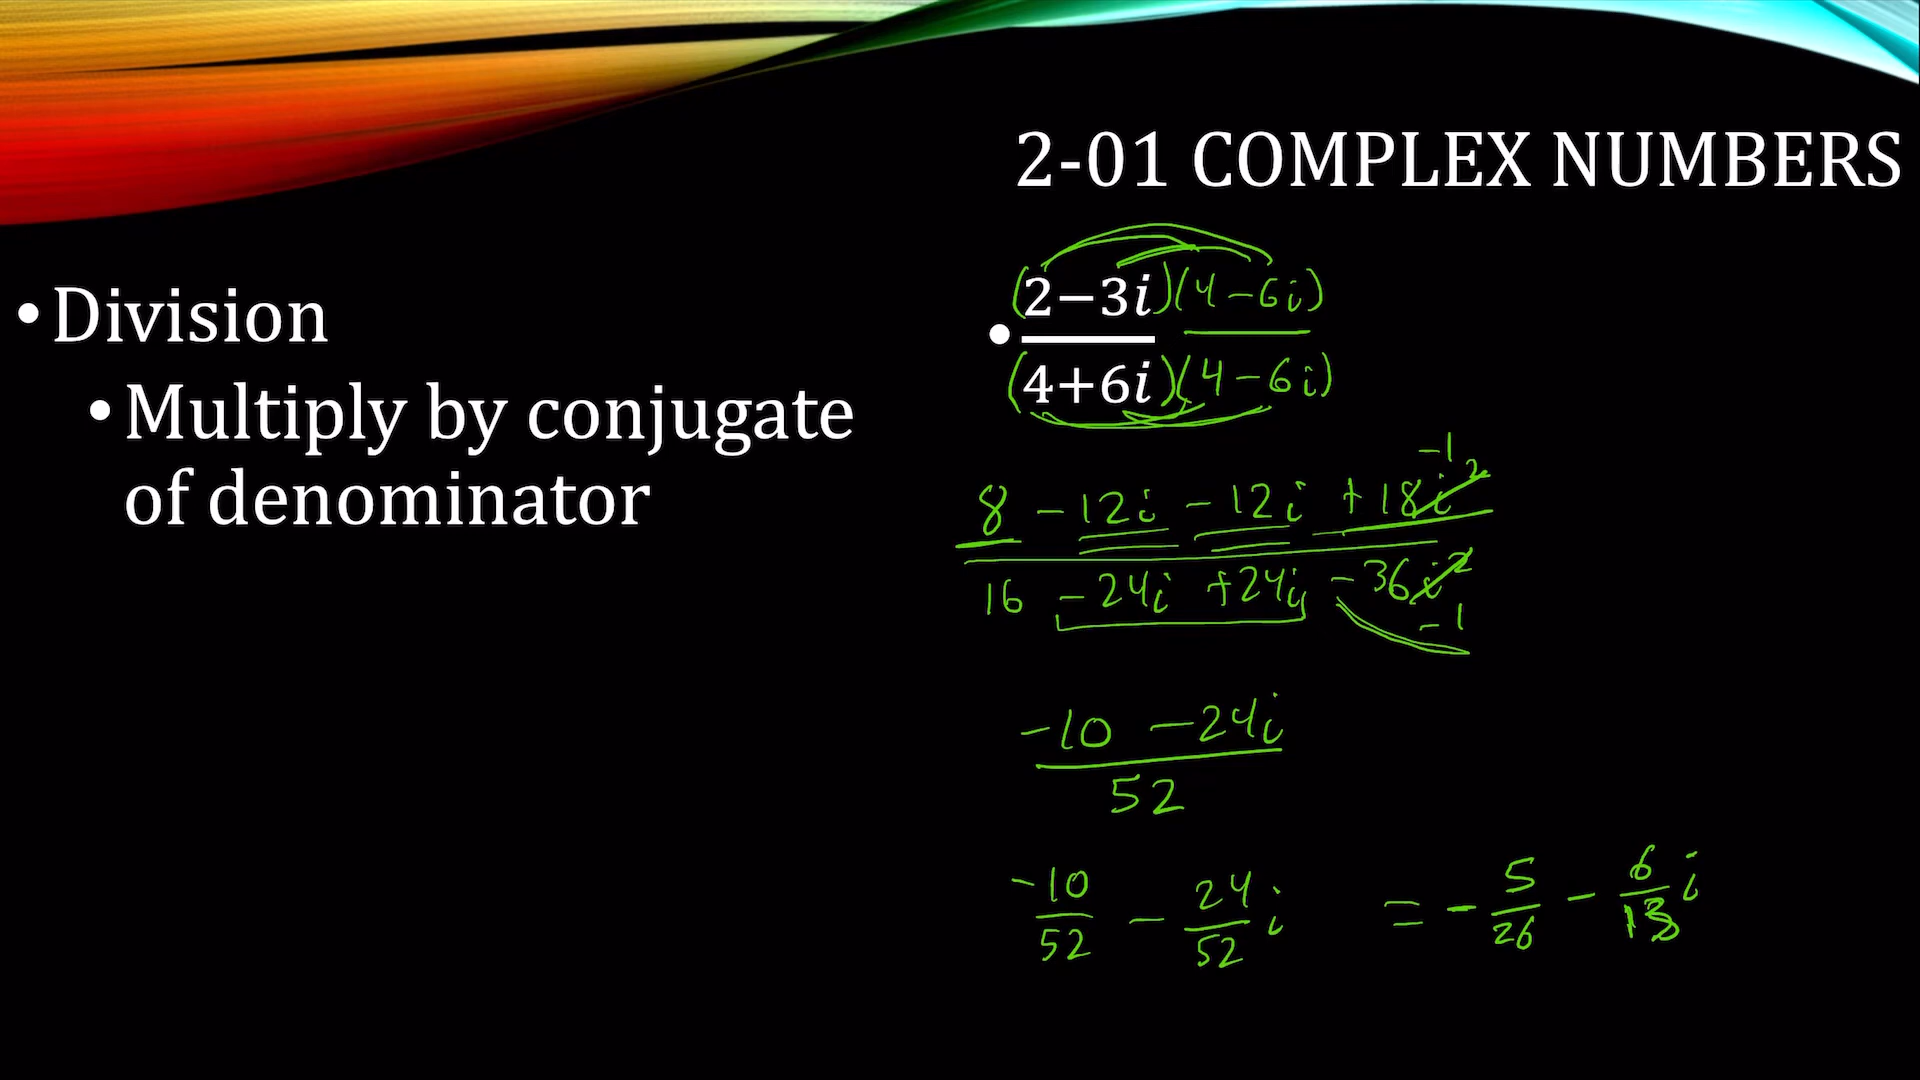 2-01 COMPLEX NUMBERS
• Division
• Multiply by conjugate
of denominator
• (2−3i)(4−6i)
(4+6i)(4−6i)
−1
8 −12i −12i +18i²
16 −24i +24i −36i²
−1
−10 −24i
52
−10/52 − 24/52 i = −5/26 − 6/13 i